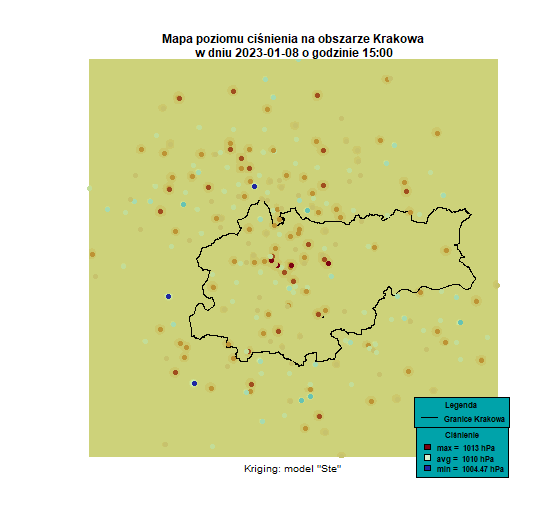 Mapa poziomu ciśnienia na obszarze Krakowa
w dniu 2023-01-08 o godzinie 15:00
Legenda
Granice Krakowa
Ciśnienie
max = 1013 hPa
avg = 1010 hPa
min = 1004.47 hPa
Kriging: model "Ste"